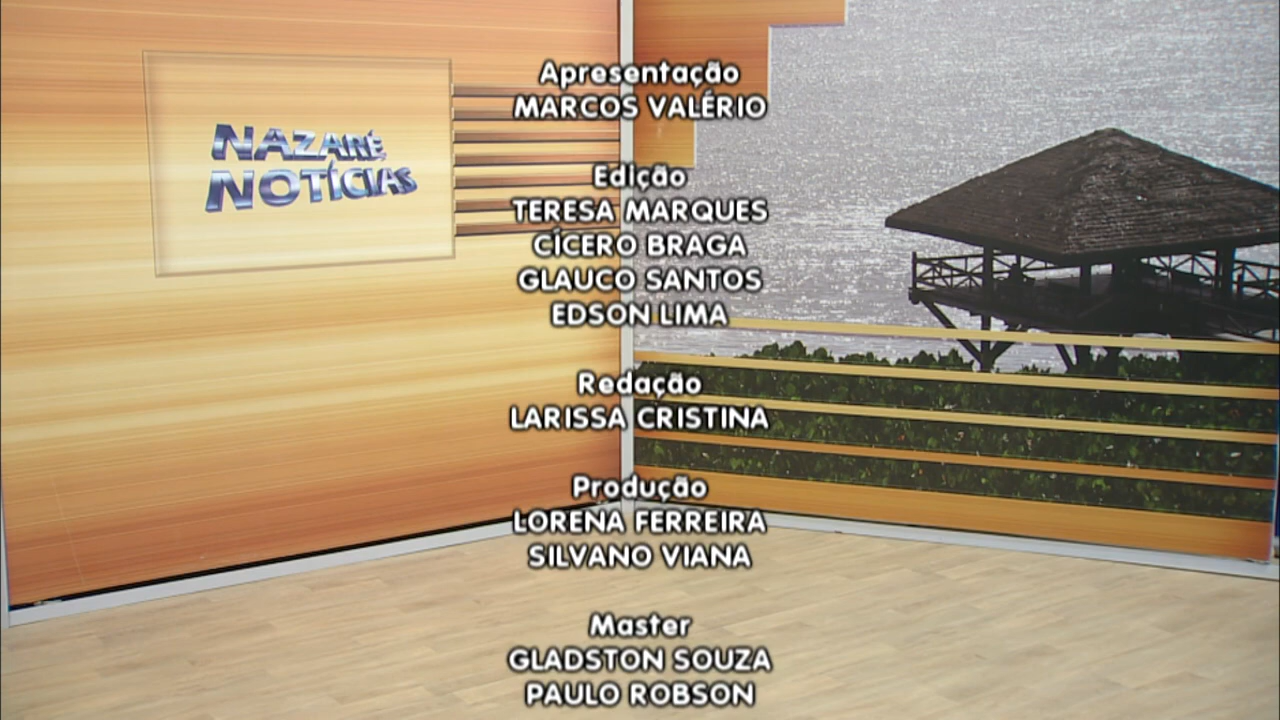 NAZARÉ
NOTÍCIAS
Apresentação
MARCOS VALÉRIO
Edição
TERESA MARQUES
CÍCERO BRAGA
GLAUCO SANTOS
EDSON LIMA
Redação
LARISSA CRISTINA
Produção
LORENA FERREIRA
SILVANO VIANA
Master
GLADSTON SOUZA
PAULO ROBSON